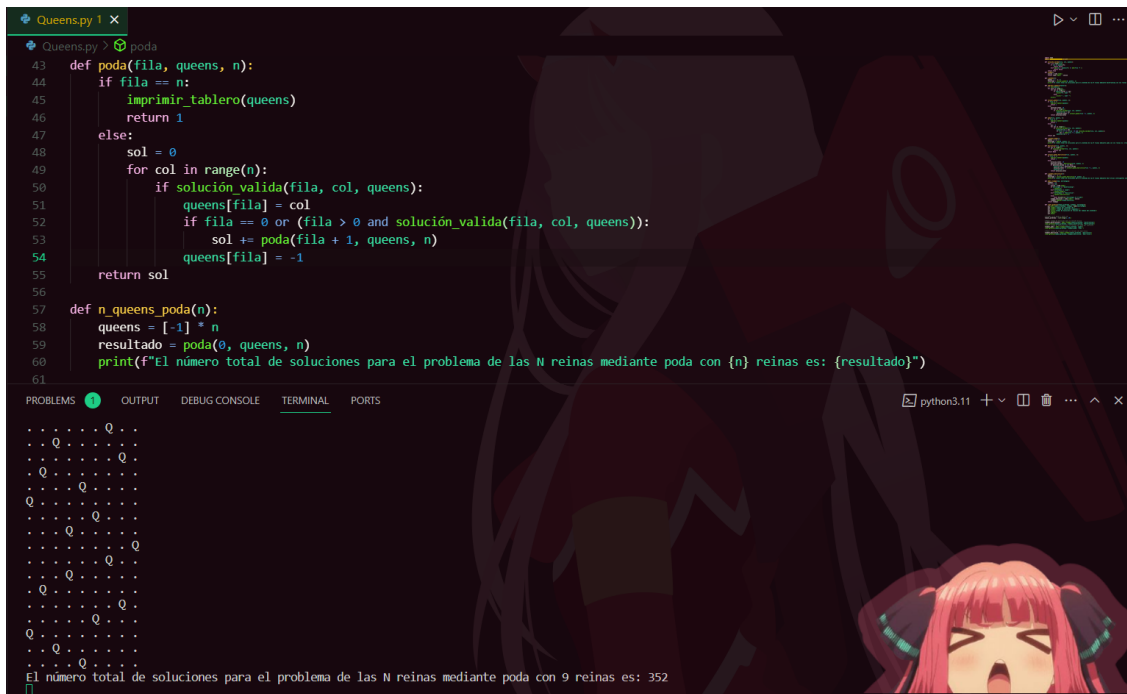 Queens.py 1
Queens.py > poda
43 def poda(fila, queens, n):
44 if fila == n:
45 imprimir_tablero(queens)
46 return 1
47 else:
48 sol = 0
49 for col in range(n):
50 if solución_valida(fila, col, queens):
51 queens[fila] = col
52 if fila == 0 or (fila > 0 and solución_valida(fila, col, queens)):
53 sol += poda(fila + 1, queens, n)
54 queens[fila] = -1
55 return sol
56
57 def n_queens_poda(n):
58 queens = [-1] * n
59 resultado = poda(0, queens, n)
60 print(f"El número total de soluciones para el problema de las N reinas mediante poda con {n} reinas es: {resultado}")
61
PROBLEMS 1 OUTPUT DEBUG CONSOLE TERMINAL PORTS python3.11
. . . . . . Q . .
. . Q . . . . . .
. . . . . . . Q .
. Q . . . . . . .
. . . . Q . . . .
Q . . . . . . . .
. . . . . Q . . .
. . . Q . . . . .
. . . . . . . . Q
. . . . . . Q . .
. . . Q . . . . .
. Q . . . . . . .
. . . . . . . Q .
. . . . . Q . . .
Q . . . . . . . .
. . Q . . . . . .
. . . . Q . . . .
El número total de soluciones para el problema de las N reinas mediante poda con 9 reinas es: 352